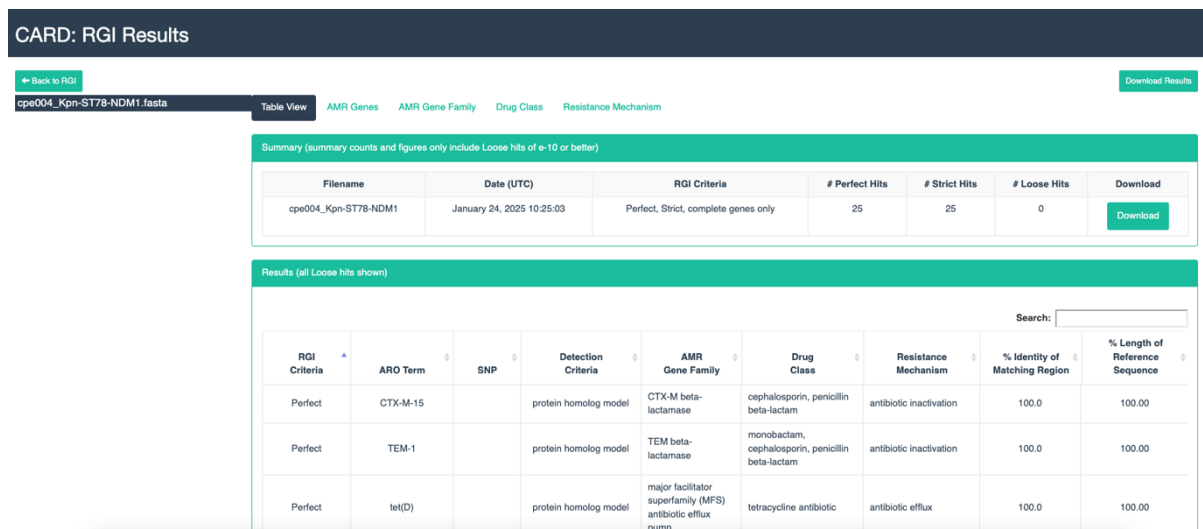 CARD: RGI Results
← Back to RGI
Download Results
cpe004_Kpn-ST78-NDM1.fasta
Table View AMR Genes AMR Gene Family Drug Class Resistance Mechanism
Summary (summary counts and figures only include Loose hits of e-10 or better)
Filename Date (UTC) RGI Criteria # Perfect Hits # Strict Hits # Loose Hits Download
cpe004_Kpn-ST78-NDM1 January 24, 2025 10:25:03 Perfect, Strict, complete genes only 25 25 0 Download
Results (all Loose hits shown)
Search:
RGI Criteria ARO Term SNP Detection Criteria AMR Gene Family Drug Class Resistance Mechanism % Identity of Matching Region % Length of Reference Sequence
Perfect CTX-M-15 protein homolog model CTX-M beta-lactamase cephalosporin, penicillin beta-lactam antibiotic inactivation 100.0 100.00
Perfect TEM-1 protein homolog model TEM beta-lactamase monobactam, cephalosporin, penicillin beta-lactam antibiotic inactivation 100.0 100.00
Perfect tet(D) protein homolog model major facilitator superfamily (MFS) antibiotic efflux pump tetracycline antibiotic antibiotic efflux 100.0 100.00